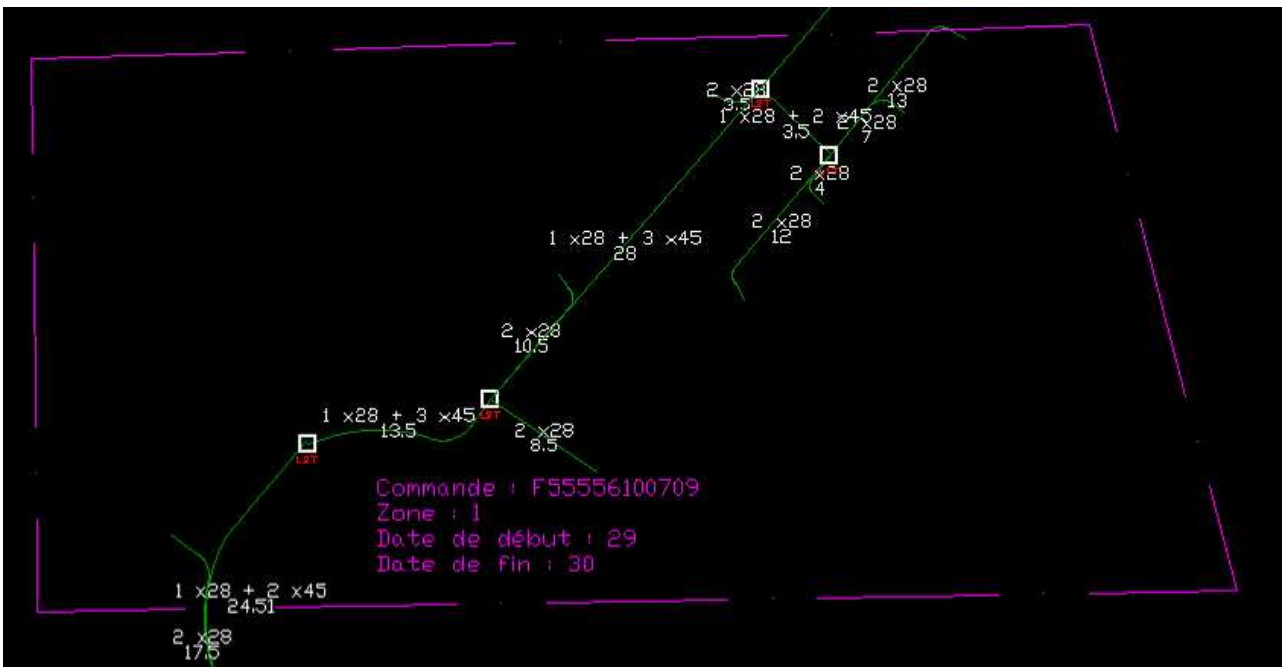 2 x28
13
2 x28
3.5
1 x28 + 2 x45
3.5
x28
7
2 x28
4
2 x28
12
1 x28 + 3 x45
28
2 x28
10.5
1 x28 + 3 x45
13.5
L2T
L2T
2 x28
8.5
Commande : F55556100709
Zone : 1
Date de début : 29
Date de fin : 30
1 x28 + 2 x45
24.51
2 x28
17.5